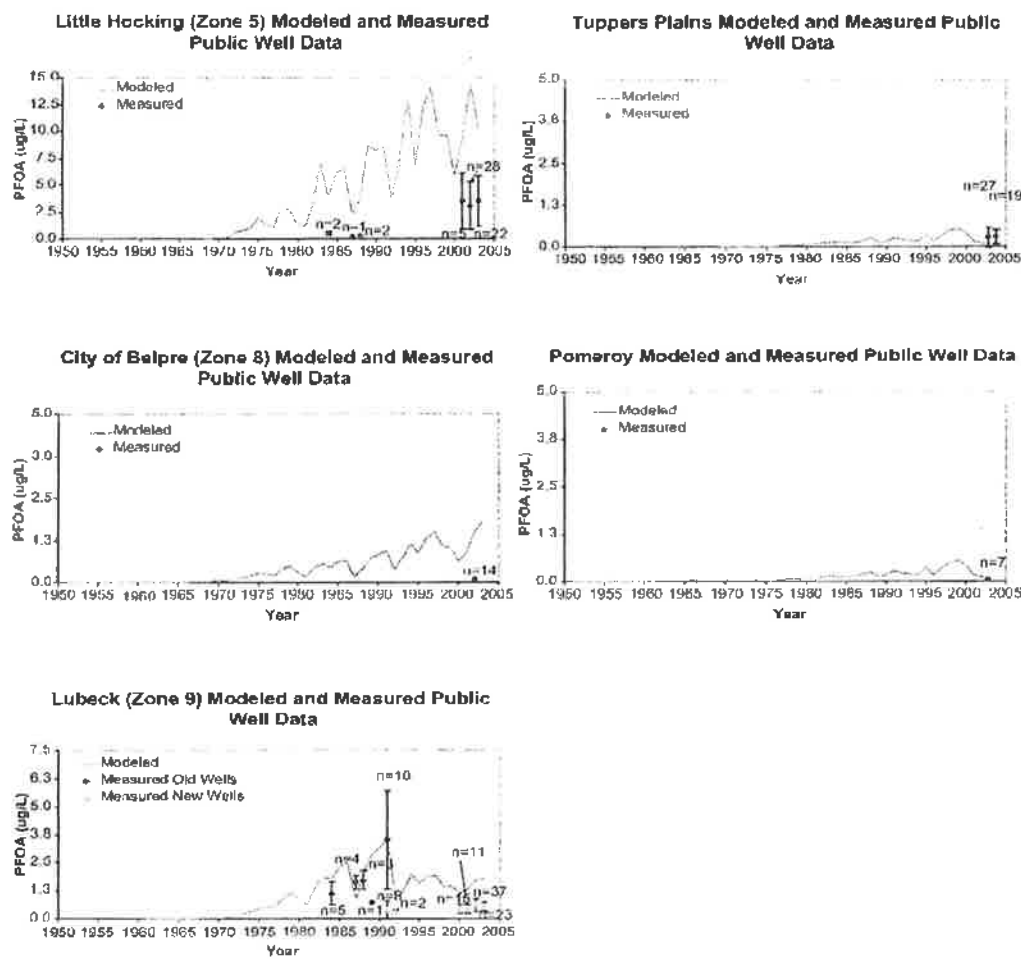 Little Hocking (Zone 5) Modeled and Measured
Public Well Data
15.0
12.5
10.0
7.5
5.0
2.5
0.0
PFOA (ug/L)
Modeled
Measured
n=28
n=2
n=1
n=2
n=5
n=22
1950 1955 1960 1965 1970 1975 1980 1985 1990 1995 2000 2005
Year
Tuppers Plains Modeled and Measured Public
Well Data
5.0
3.8
2.5
1.3
0.0
PFOA (ug/L)
Modeled
Measured
n=27
n=19
1950 1955 1960 1965 1970 1975 1980 1985 1990 1995 2000 2005
Year
City of Belpre (Zone 8) Modeled and Measured
Public Well Data
5.0
3.0
2.5
1.3
0.0
PFOA (ug/L)
Modeled
Measured
n=14
1950 1955 1960 1965 1970 1975 1980 1985 1990 1995 2000 2005
Year
Pomeroy Modeled and Measured Public Well Data
5.0
3.8
2.5
1.3
0.0
PFOA (ug/L)
Modeled
Measured
n=7
1950 1955 1960 1965 1970 1975 1980 1985 1990 1995 2000 2005
Year
Lubeck (Zone 9) Modeled and Measured Public
Well Data
7.5
6.3
5.0
3.8
2.5
1.3
0.0
PFOA (ug/L)
Modeled
Measured Old Wells
Measured New Wells
n=10
n=11
n=4
n=5
n=1
n=8
n=2
n=37
n=23
1950 1955 1960 1965 1970 1975 1980 1985 1990 1995 2000 2005
Year